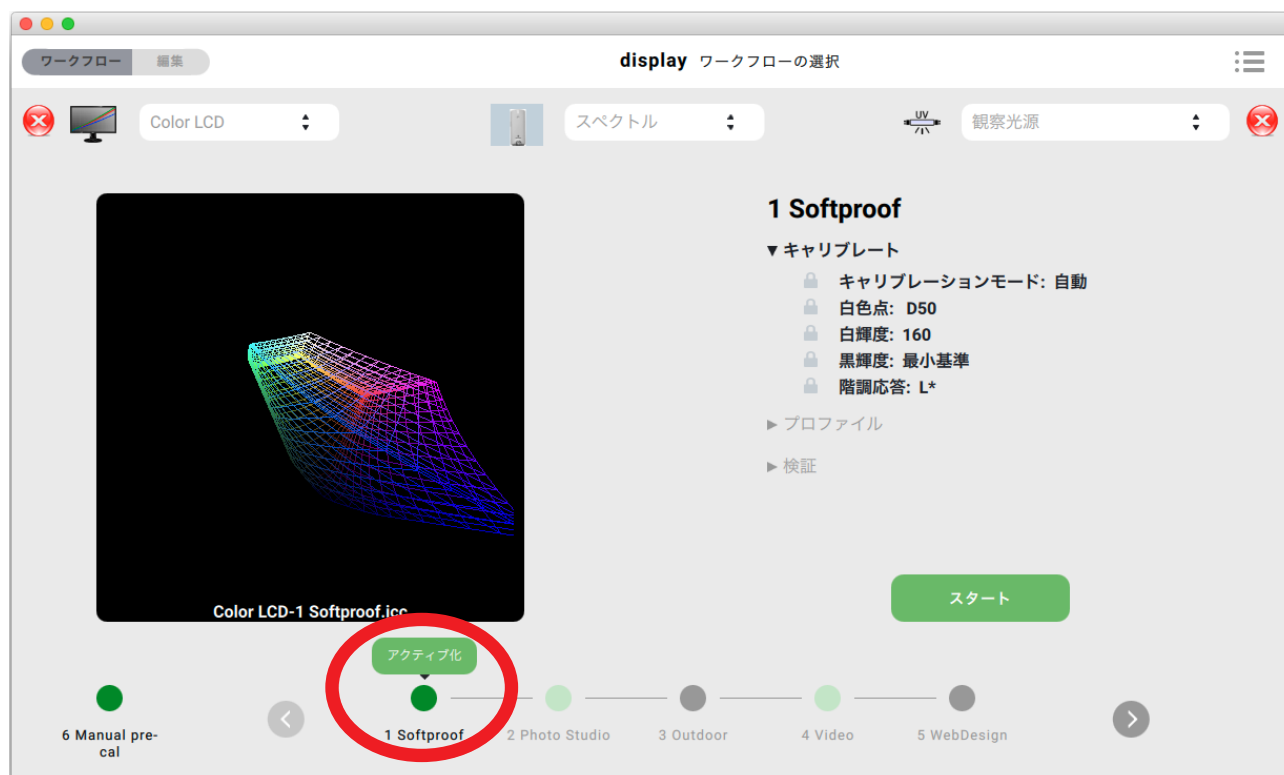 ワークフロー 編集 display ワークフローの選択
Color LCD スペクトル UV 観察光源
1 Softproof
▼キャリブレート
キャリブレーションモード: 自動
白色点: D50
白輝度: 160
黒輝度: 最小基準
階調応答: L*
▶ プロファイル
▶ 検証
スタート
Color LCD-1 Softproof.icc
アクティブ化
6 Manual pre-
cal
1 Softproof 2 Photo Studio 3 Outdoor 4 Video 5 WebDesign